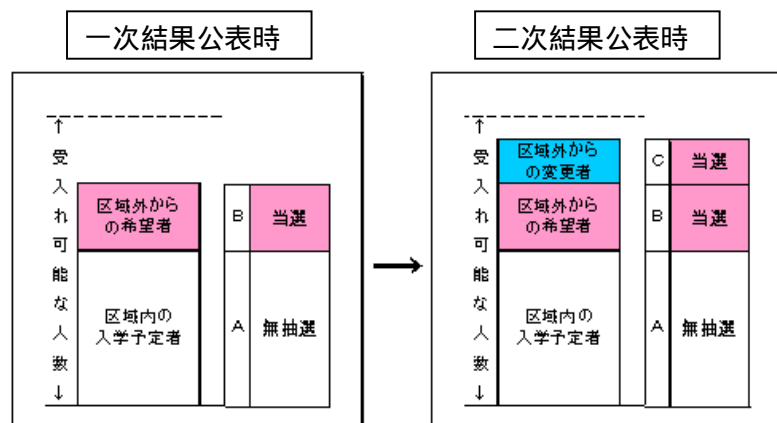 一次結果公表時
↑受入れ可能な人数↓
区域外からの希望者
B
当選
区域内の入学予定者
A
無抽選
→
二次結果公表時
↑受入れ可能な人数↓
区域外からの変更者
C
当選
区域外からの希望者
B
当選
区域内の入学予定者
A
無抽選